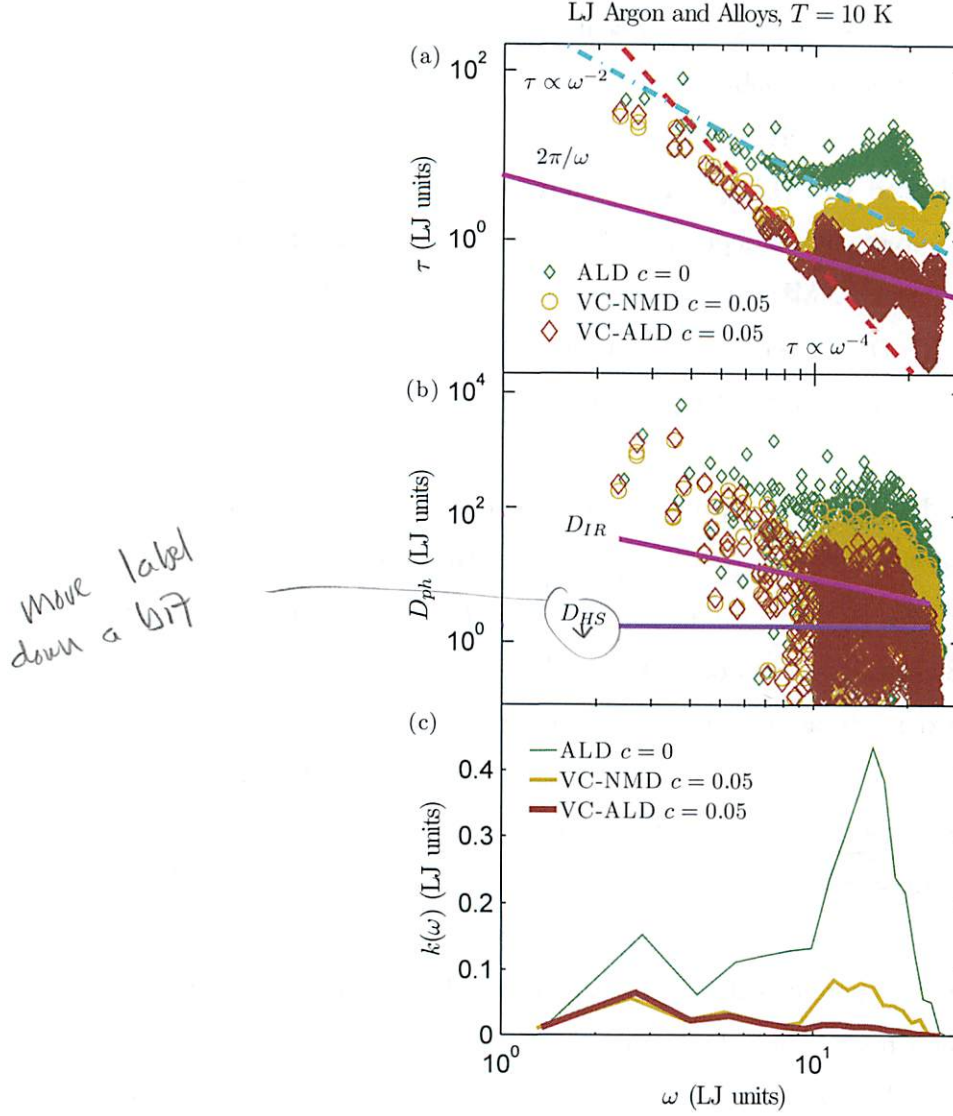 LJ Argon and Alloys, T = 10 K
(a)
10²
10⁰
τ (LJ units)
τ ∝ ω⁻²
2π/ω
ALD c = 0
VC-NMD c = 0.05
VC-ALD c = 0.05
τ ∝ ω⁻⁴
(b)
10⁴
10²
10⁰
D_ph (LJ units)
D_IR
D_HS
move label
down a bit
(c)
ALD c = 0
VC-NMD c = 0.05
VC-ALD c = 0.05
0.4
0.3
0.2
0.1
0
k(ω) (LJ units)
10⁰
10¹
ω (LJ units)